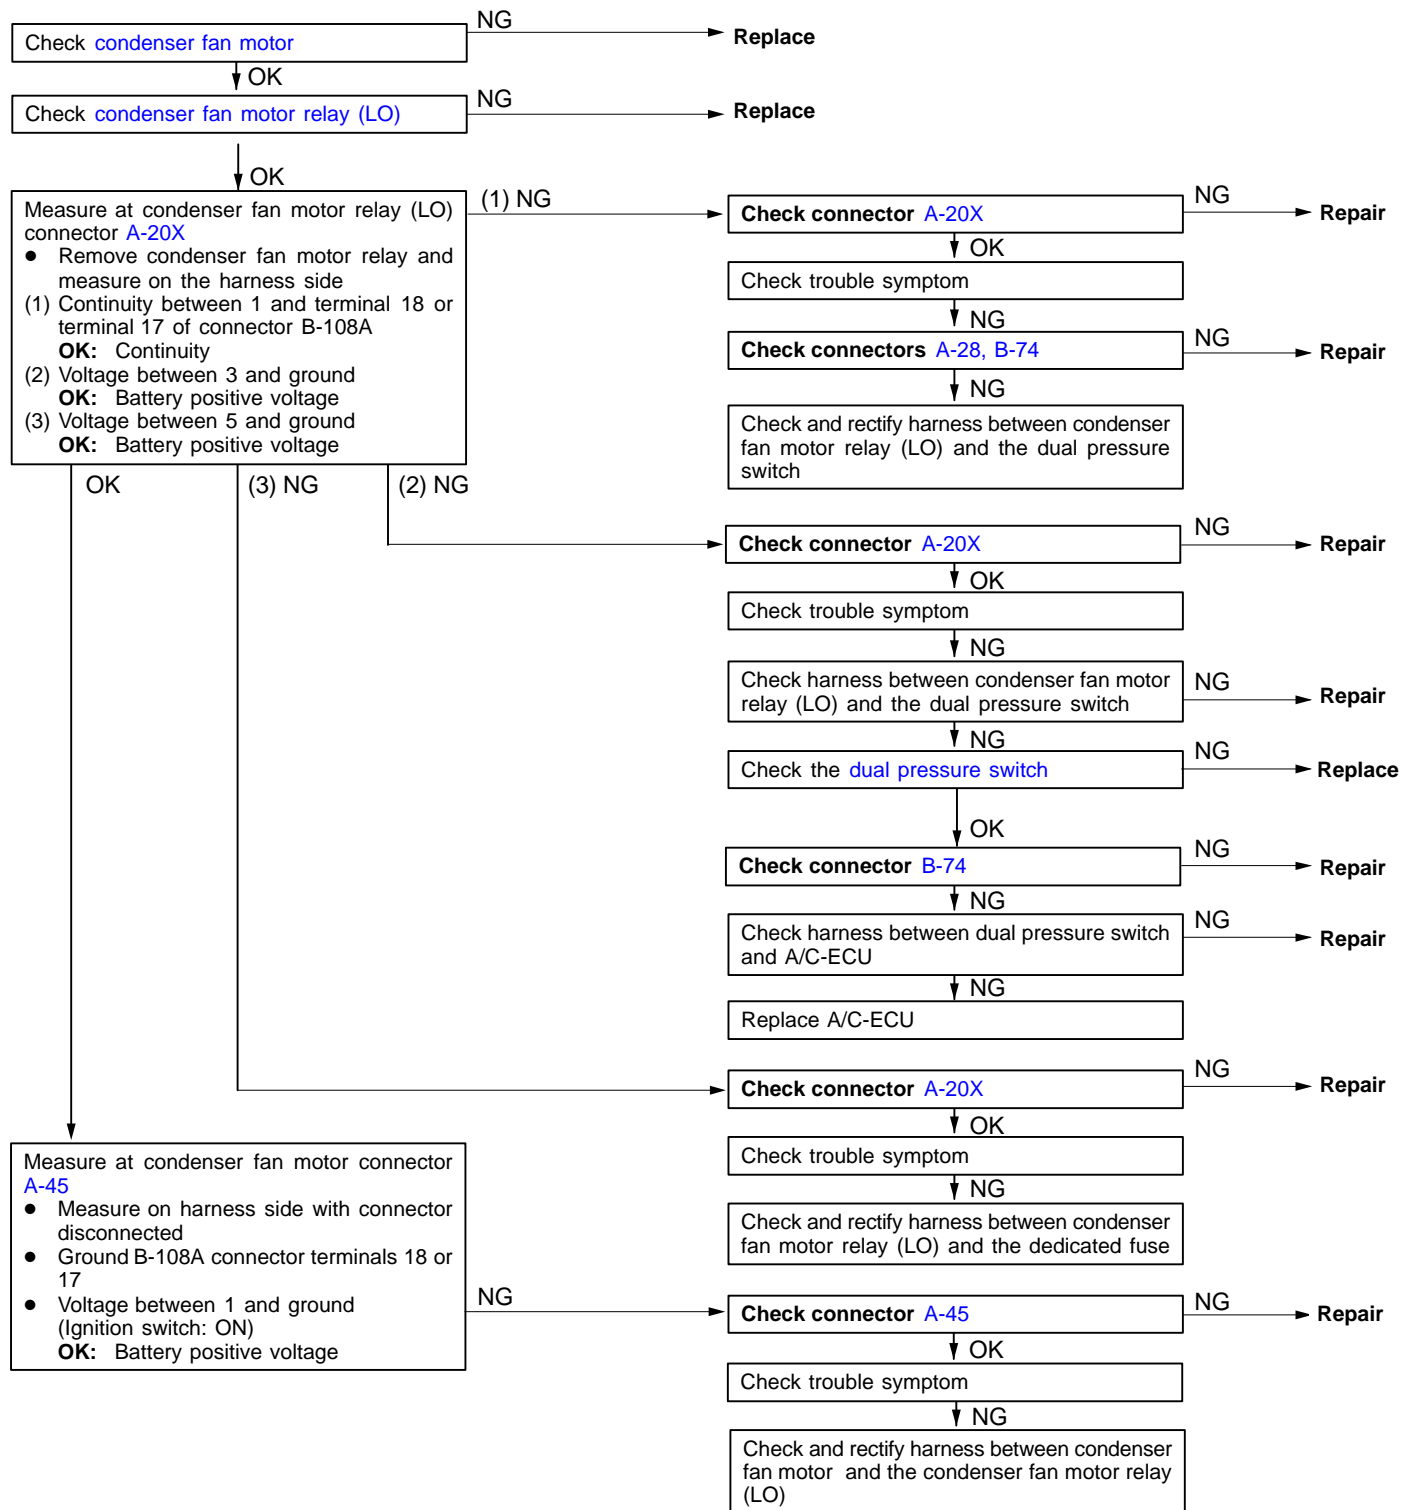 NG
Check condenser fan motor
Replace
OK
Check condenser fan motor relay (LO)
NG
Replace
OK
Measure at condenser fan motor relay (LO)
connector A-20X
● Remove condenser fan motor relay and
measure on the harness side
(1) Continuity between 1 and terminal 18 or
terminal 17 of connector B-108A
OK: Continuity
(2) Voltage between 3 and ground
OK: Battery positive voltage
(3) Voltage between 5 and ground
OK: Battery positive voltage
(1) NG
Check connector A-20X
NG
Repair
OK
Check trouble symptom
NG
Check connectors A-28, B-74
NG
Repair
NG
Check and rectify harness between condenser
fan motor relay (LO) and the dual pressure
switch
OK
(3) NG
(2) NG
Check connector A-20X
NG
Repair
OK
Check trouble symptom
NG
Check harness between condenser fan motor
relay (LO) and the dual pressure switch
NG
Repair
NG
Check the dual pressure switch
NG
Replace
OK
Check connector B-74
NG
Repair
NG
Check harness between dual pressure switch
and A/C-ECU
NG
Repair
NG
Replace A/C-ECU
Check connector A-20X
NG
Repair
OK
Check trouble symptom
NG
Check and rectify harness between condenser
fan motor relay (LO) and the dedicated fuse
Measure at condenser fan motor connector
A-45
● Measure on harness side with connector
disconnected
● Ground B-108A connector terminals 18 or
17
● Voltage between 1 and ground
(Ignition switch: ON)
OK: Battery positive voltage
NG
Check connector A-45
NG
Repair
OK
Check trouble symptom
NG
Check and rectify harness between condenser
fan motor and the condenser fan motor relay
(LO)